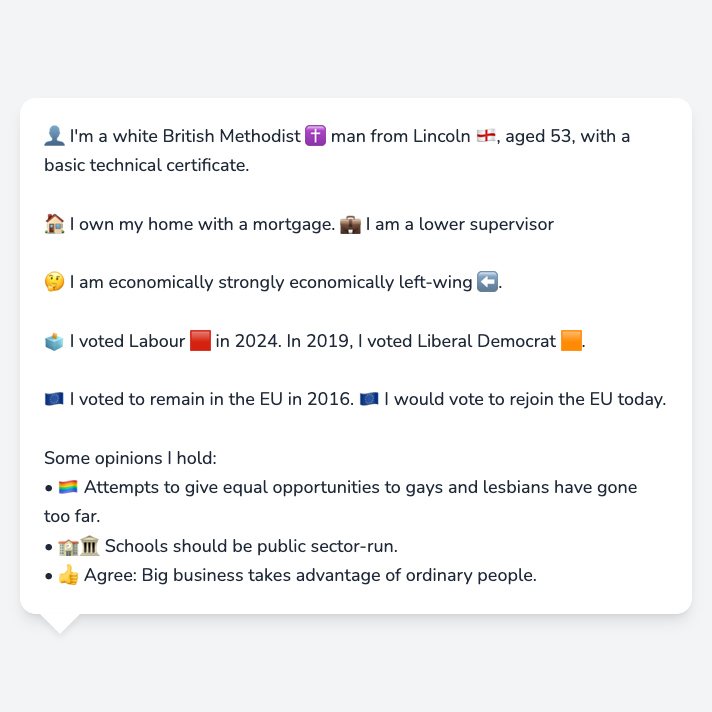 👤 I'm a white British Methodist ✝️ man from Lincoln 🏴󠁧󠁢󠁥󠁮󠁧󠁿, aged 53, with a
basic technical certificate.
🏠 I own my home with a mortgage. 💼 I am a lower supervisor
🤔 I am economically strongly economically left-wing ⬅️.
🗳️ I voted Labour 🟥 in 2024. In 2019, I voted Liberal Democrat 🟧.
🇪🇺 I voted to remain in the EU in 2016. 🇪🇺 I would vote to rejoin the EU today.
Some opinions I hold:
• 🏳️‍🌈 Attempts to give equal opportunities to gays and lesbians have gone
too far.
• 🏫🏛️ Schools should be public sector-run.
• 👍 Agree: Big business takes advantage of ordinary people.